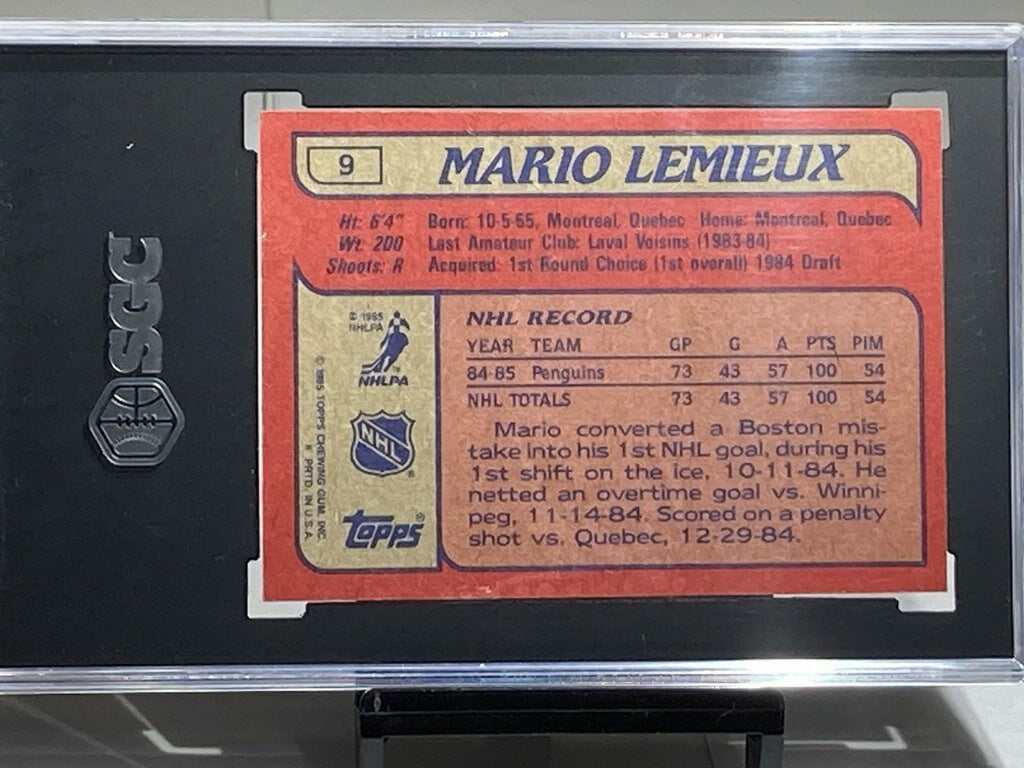 SGC
9
MARIO LEMIEUX
Ht: 6'4" Born: 10-5-65, Montreal, Quebec Home: Montreal, Quebec
Wt: 200 Last Amateur Club: Laval Voisins (1983-84)
Shoots: R Acquired: 1st Round Choice (1st overall) 1984 Draft
© 1985
NHLPA
NHLPA
NHL
®
topps®
© 1985 TOPPS CHEWING GUM, INC.
* PRTD. IN U.S.A.
NHL RECORD
YEAR TEAM GP G A PTS PIM
84-85 Penguins 73 43 57 100 54
NHL TOTALS 73 43 57 100 54
Mario converted a Boston mis-
take into his 1st NHL goal, during his
1st shift on the ice, 10-11-84. He
netted an overtime goal vs. Winni-
peg, 11-14-84. Scored on a penalty
shot vs. Quebec, 12-29-84.